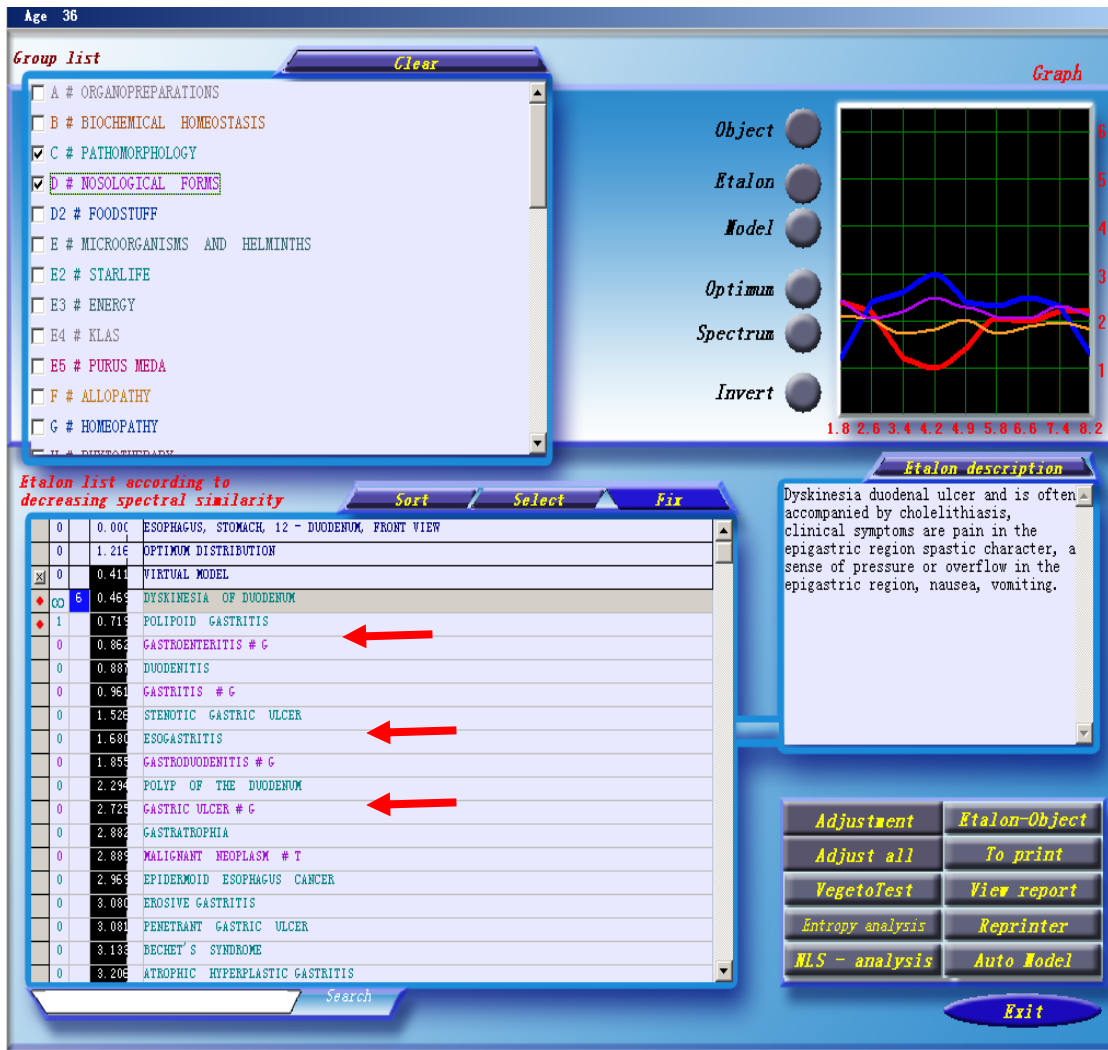 Age 36
Group list
Clear
A # ORGANOPREPARATIONS
B # BIOCHEMICAL HOMEOSTASIS
C # PATHOMORPHOLOGY
D # NOSOLOGICAL FORMS
D2 # FOODSTUFF
E # MICROORGANISMS AND HELMINTHS
E2 # STARLIFE
E3 # ENERGY
E4 # KLAS
E5 # PURUS MEDA
F # ALLOPATHY
G # HOMEOPATHY
Graph
Object
Etalon
Model
Optimum
Spectrum
Invert
6
5
4
3
2
1
1.8 2.6 3.4 4.2 4.9 5.8 6.6 7.4 8.2
Etalon list according to
decreasing spectral similarity
Sort
Select
Fix
0 0.000 ESOPHAGUS, STOMACH, 12 - DUODENUM, FRONT VIEW
0 1.216 OPTIMUM DISTRIBUTION
0 0.411 VIRTUAL MODEL
∞ 6 0.469 DYSKINESIA OF DUODENUM
1 0.719 POLIPOID GASTRITIS
0 0.862 GASTROENTERITIS # G
0 0.887 DUODENITIS
0 0.961 GASTRITIS # G
0 1.526 STENOTIC GASTRIC ULCER
0 1.680 ESOGASTRITIS
0 1.855 GASTRODUODENITIS # G
0 2.294 POLYP OF THE DUODENUM
0 2.725 GASTRIC ULCER # G
0 2.882 GASTRATROPHIA
0 2.889 MALIGNANT NEOPLASM # T
0 2.969 EPIDERMOID ESOPHAGUS CANCER
0 3.080 EROSIVE GASTRITIS
0 3.081 PENETRANT GASTRIC ULCER
0 3.133 BECHET'S SYNDROME
0 3.206 ATROPHIC HYPERPLASTIC GASTRITIS
Search
Etalon description
Dyskinesia duodenal ulcer and is often
accompanied by cholelithiasis,
clinical symptoms are pain in the
epigastric region spastic character, a
sense of pressure or overflow in the
epigastric region, nausea, vomiting.
Adjustment
Etalon-Object
Adjust all
To print
VegetoTest
View report
Entropy analysis
Reprinter
NLS - analysis
Auto Model
Exit